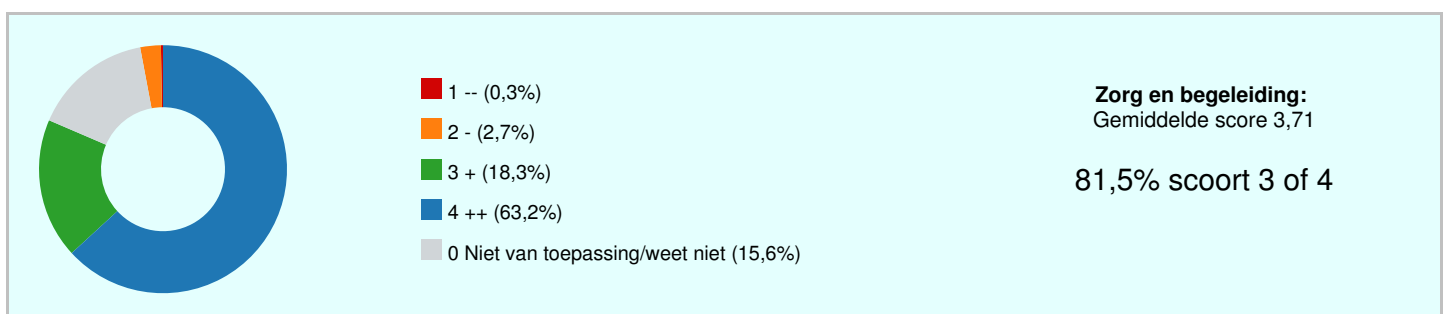 1 -- (0,3%)
2 - (2,7%)
3 + (18,3%)
4 ++ (63,2%)
0 Niet van toepassing/weet niet (15,6%)
Zorg en begeleiding:
Gemiddelde score 3,71
81,5% scoort 3 of 4